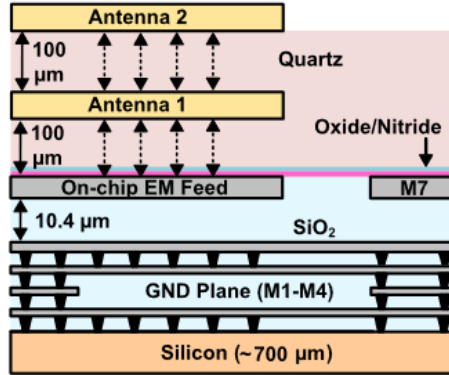 Antenna 2
100
µm
Quartz
Antenna 1
100
µm
Oxide/Nitride
On-chip EM Feed
M7
10.4 µm
SiO₂
GND Plane (M1-M4)
Silicon (~700 µm)